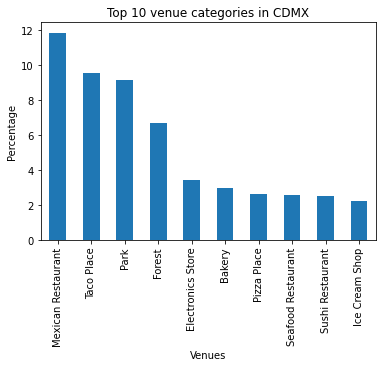 Top 10 venue categories in CDMX
Percentage
12
10
8
6
4
2
0
Mexican Restaurant
Taco Place
Park
Forest
Electronics Store
Bakery
Pizza Place
Seafood Restaurant
Sushi Restaurant
Ice Cream Shop
Venues